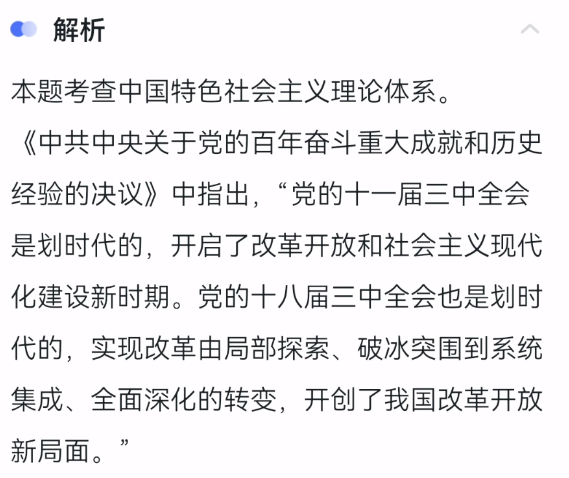 解析
本题考查中国特色社会主义理论体系。
《中共中央关于党的百年奋斗重大成就和历史
经验的决议》中指出，“党的十一届三中全会
是划时代的，开启了改革开放和社会主义现代
化建设新时期。党的十八届三中全会也是划时
代的，实现改革由局部探索、破冰突围到系统
集成、全面深化的转变，开创了我国改革开放
新局面。”